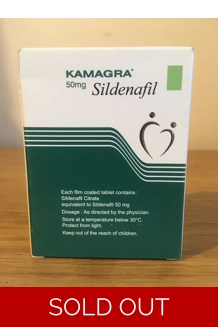 KAMAGRA®
50mg Sildenafil
Each film coated tablet contains :
Sildenafil Citrate
equivalent to Sildenafil 50 mg
Dosage : As directed by the physician.
Store at a temperature below 30°C.
Protect from light.
Keep out of the reach of children.
SOLD OUT